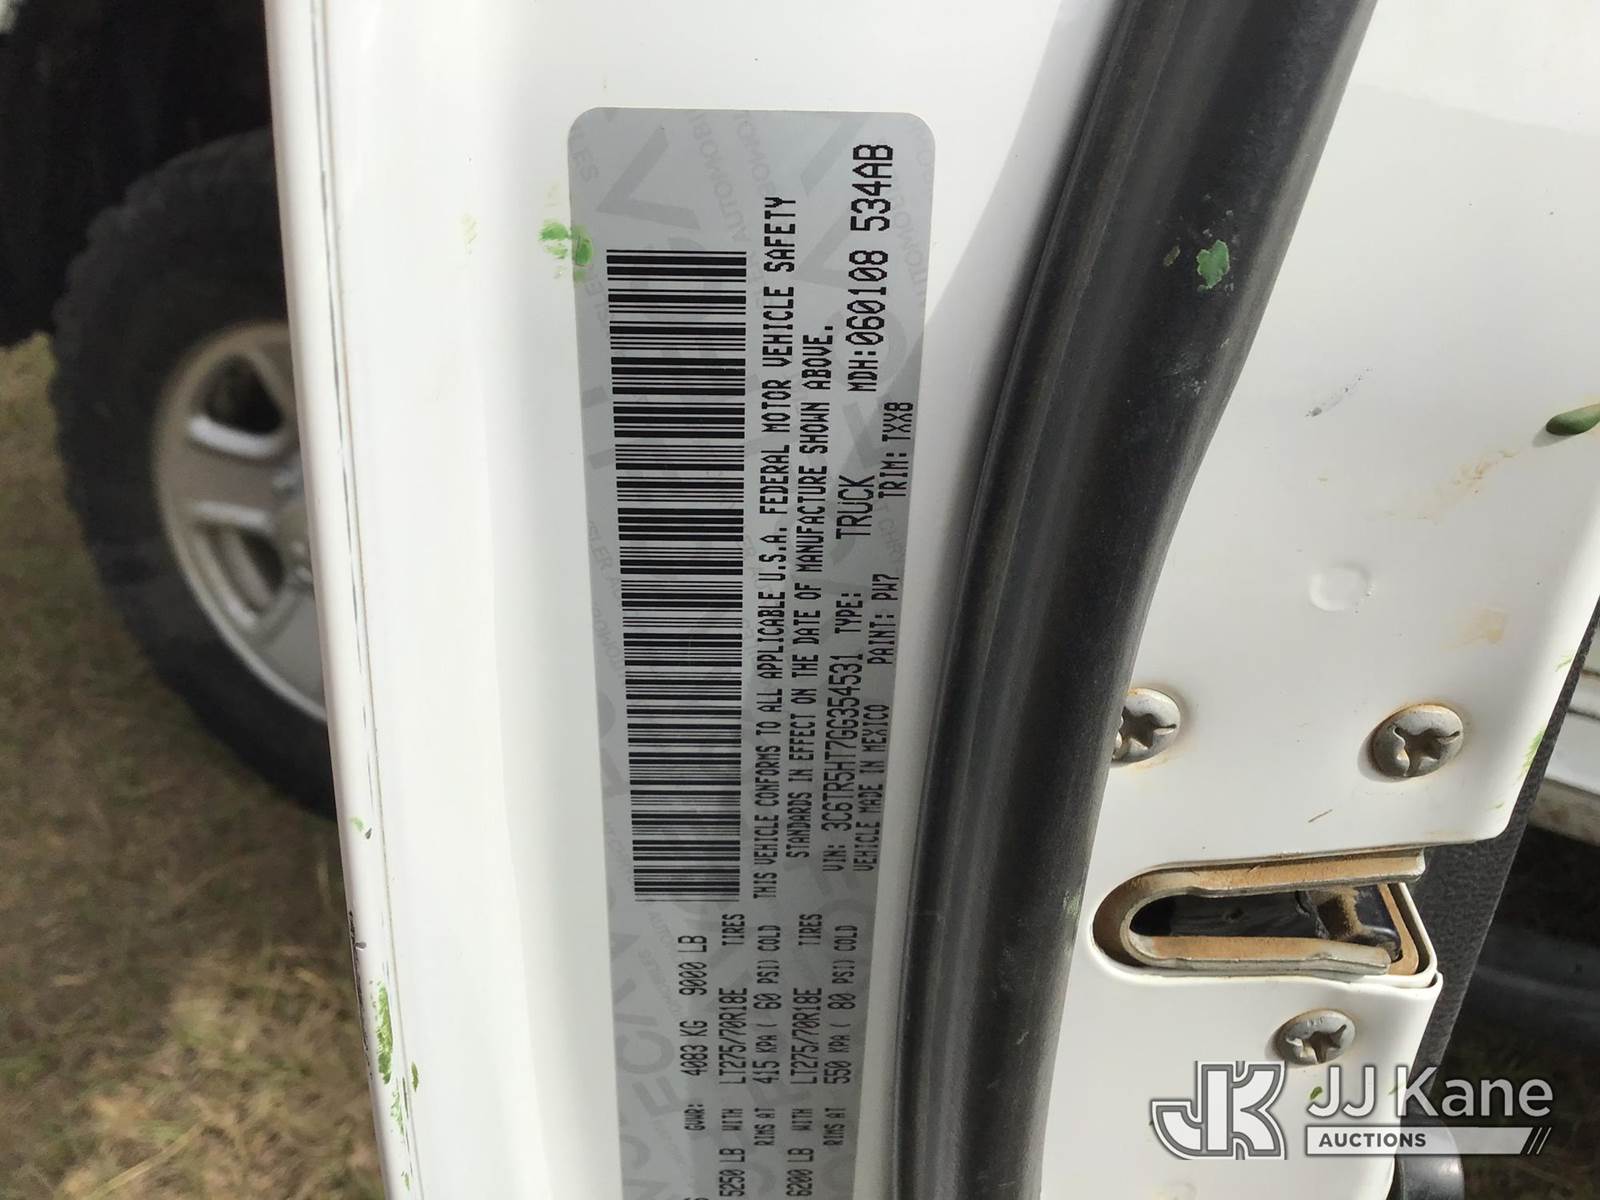 GVWR: 4083 KG 9000 LB
5250 LB WITH LT275/70R18E TIRES
RIMS AT 415 KPA( 60 PSI) COLD
6200 LB WITH LT275/70R18E TIRES
RIMS AT 550 KPA( 80 PSI) COLD
THIS VEHICLE CONFORMS TO ALL APPLICABLE U.S.A. FEDERAL MOTOR VEHICLE SAFETY
STANDARDS IN EFFECT ON THE DATE OF MANUFACTURE SHOWN ABOVE.
VIN: 3C6TR5HT7GG354531 TYPE: TRUCK MDH:060108 534AB
VEHICLE MADE IN MEXICO PAINT: PW7 TRIM: TXX8
JJ Kane
AUCTIONS